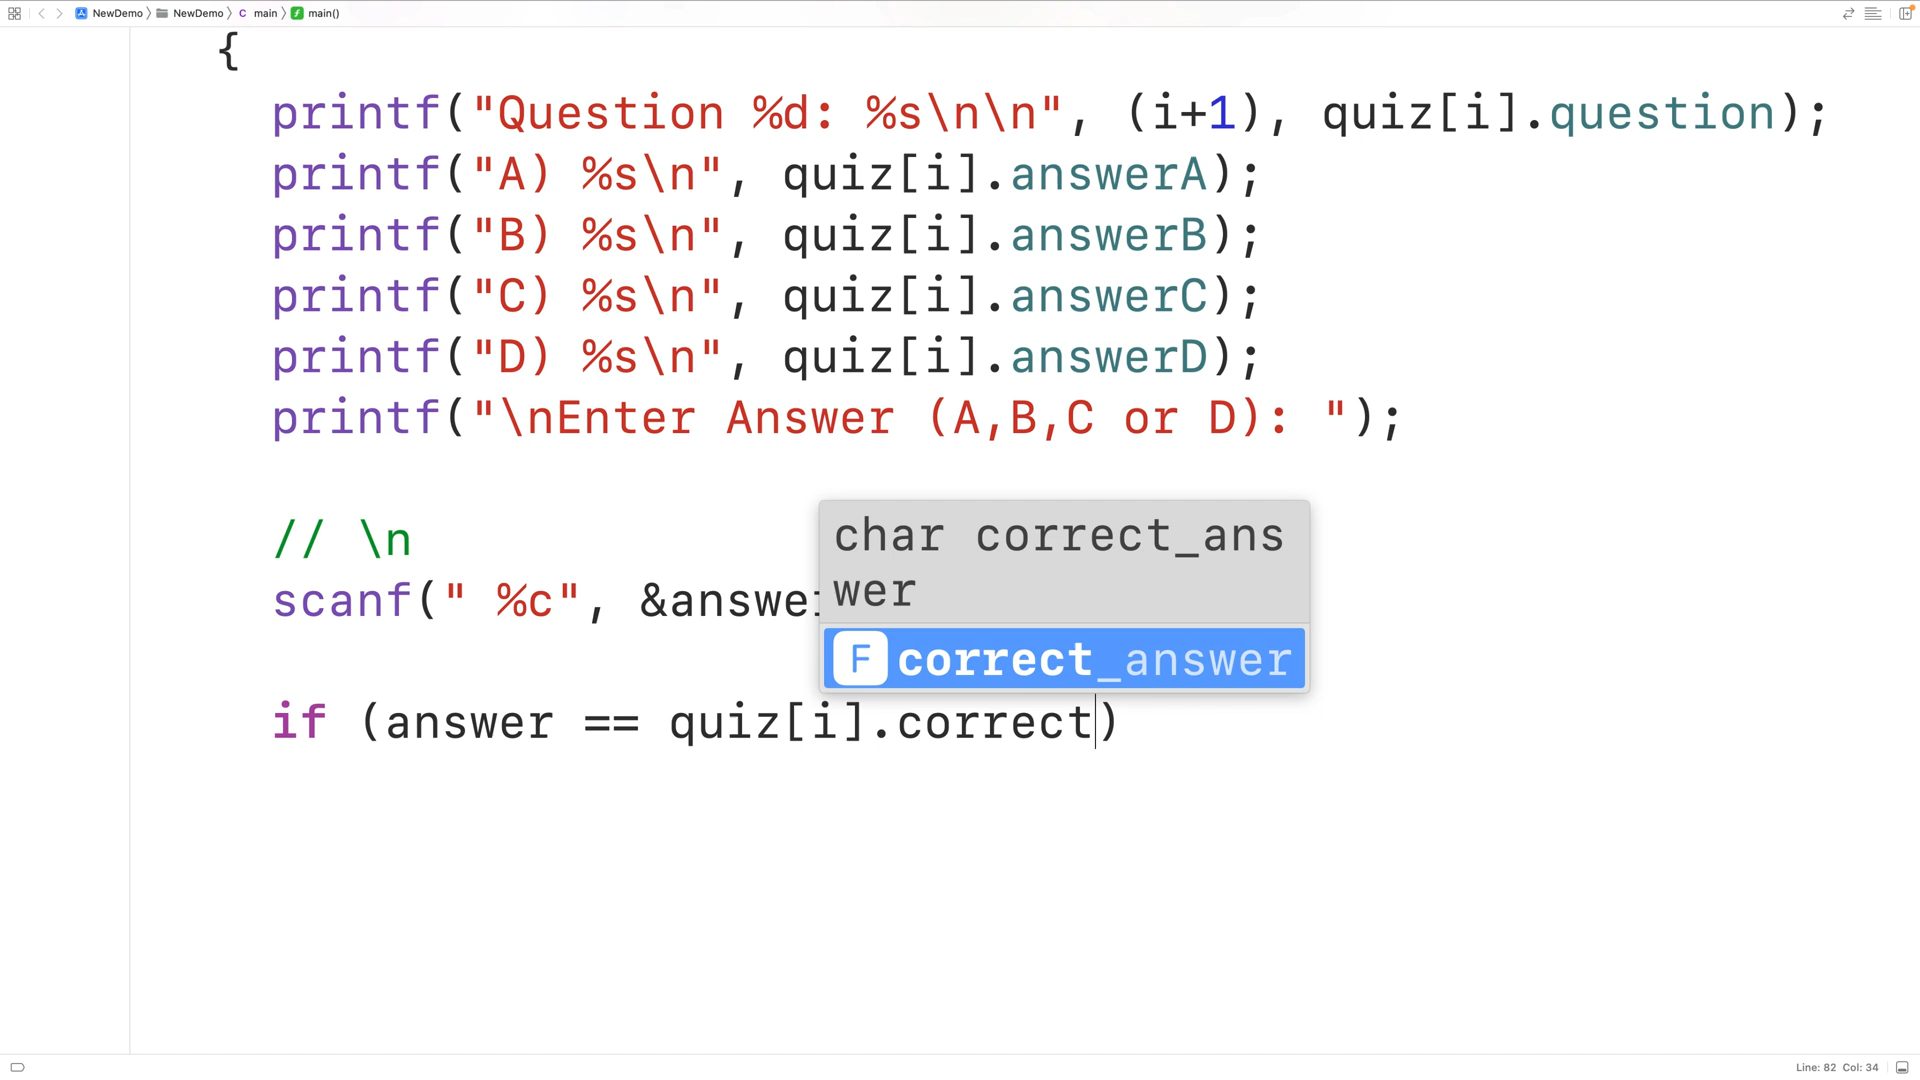 NewDemo NewDemo C main f main()
{
printf("Question %d: %s\n\n", (i+1), quiz[i].question);
printf("A) %s\n", quiz[i].answerA);
printf("B) %s\n", quiz[i].answerB);
printf("C) %s\n", quiz[i].answerC);
printf("D) %s\n", quiz[i].answerD);
printf("\nEnter Answer (A,B,C or D): ");
char correct_ans
wer
// \n
scanf(" %c", &answer
F correct_answer
if (answer == quiz[i].correct)
Line: 82 Col: 34